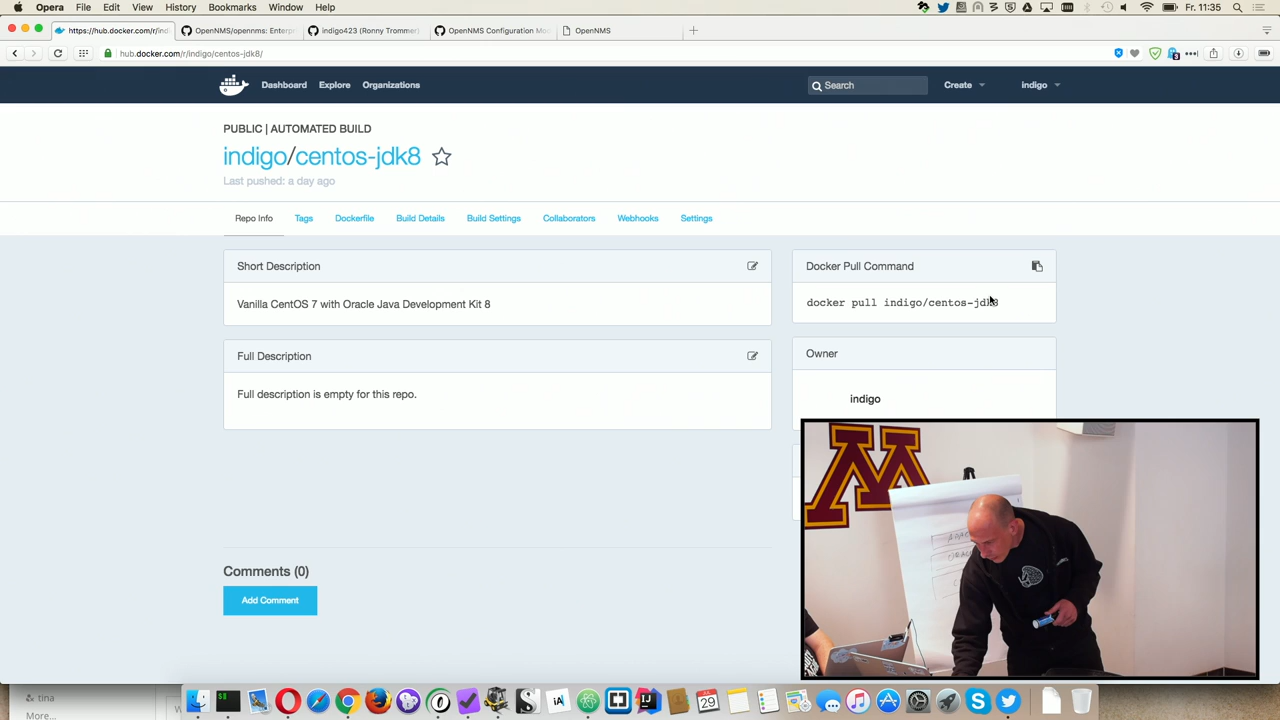 Opera File Edit View History Bookmarks Window Help Fr. 11:35
https://hub.docker.com/r/indi OpenNMS/opennms: Enterp indigo423 (Ronny Trommer) OpenNMS Configuration Mo OpenNMS
hub.docker.com/r/indigo/centos-jdk8/
Dashboard Explore Organizations Search Create indigo
PUBLIC | AUTOMATED BUILD
indigo/centos-jdk8
Last pushed: a day ago
Repo Info Tags Dockerfile Build Details Build Settings Collaborators Webhooks Settings
Short Description
Vanilla CentOS 7 with Oracle Java Development Kit 8
Full Description
Full description is empty for this repo.
Docker Pull Command
docker pull indigo/centos-jdk8
Owner
indigo
M
Comments (0)
Add Comment
tina
More...
JUL
29